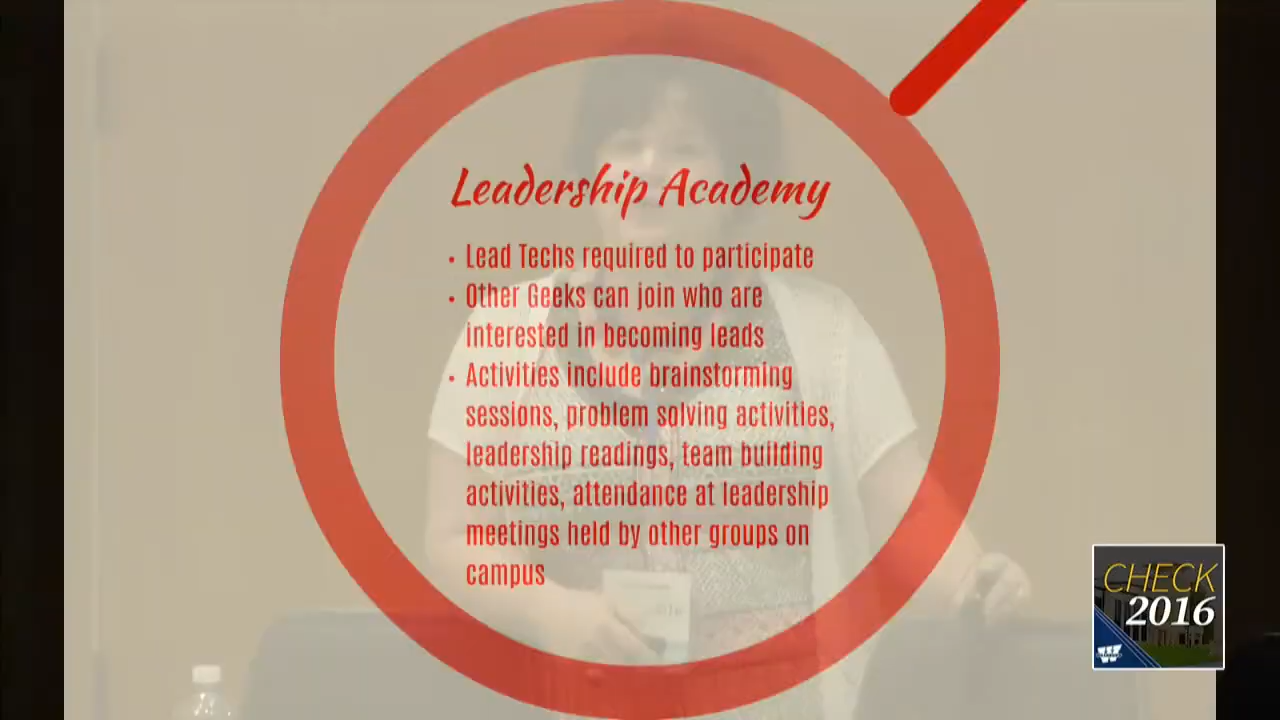 Leadership Academy
• Lead Techs required to participate
• Other Geeks can join who are
interested in becoming leads
• Activities include brainstorming
sessions, problem solving activities,
leadership readings, team building
activities, attendance at leadership
meetings held by other groups on
campus
CHECK
2016